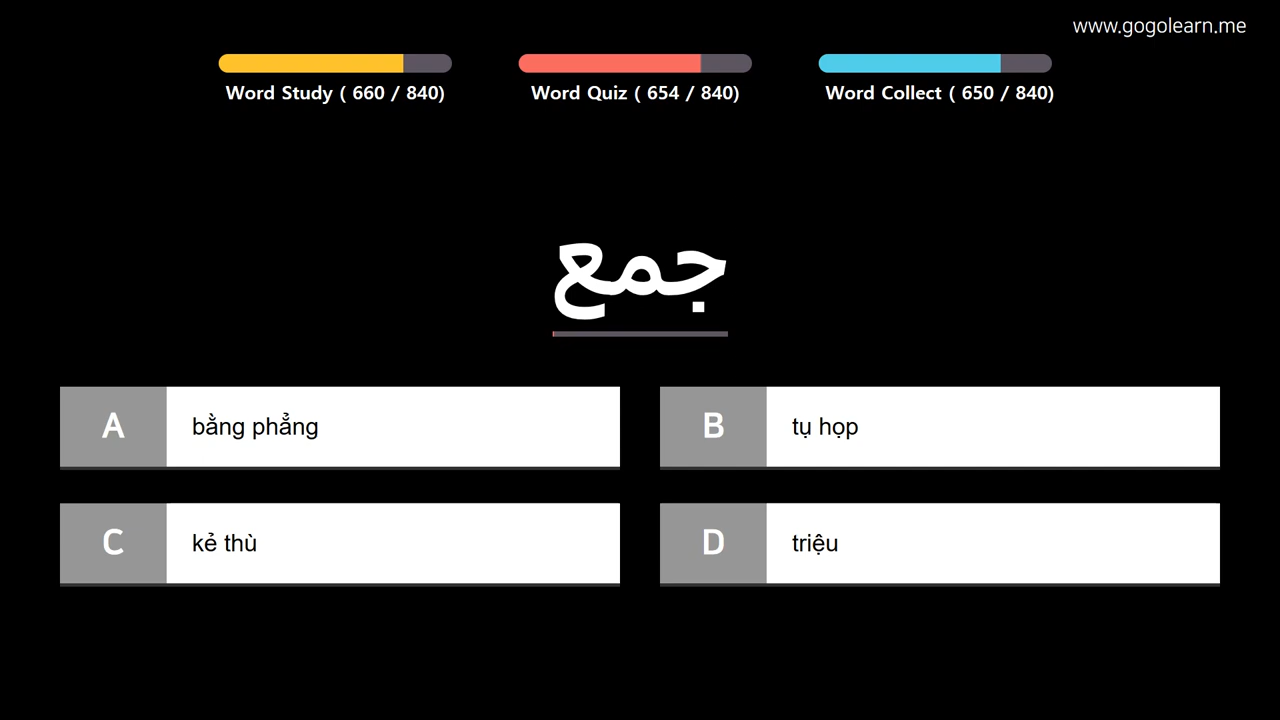 www.gogolearn.me
Word Study ( 660 / 840)
Word Quiz ( 654 / 840)
Word Collect ( 650 / 840)
جمع
A bằng phẳng
B tụ họp
C kẻ thù
D triệu